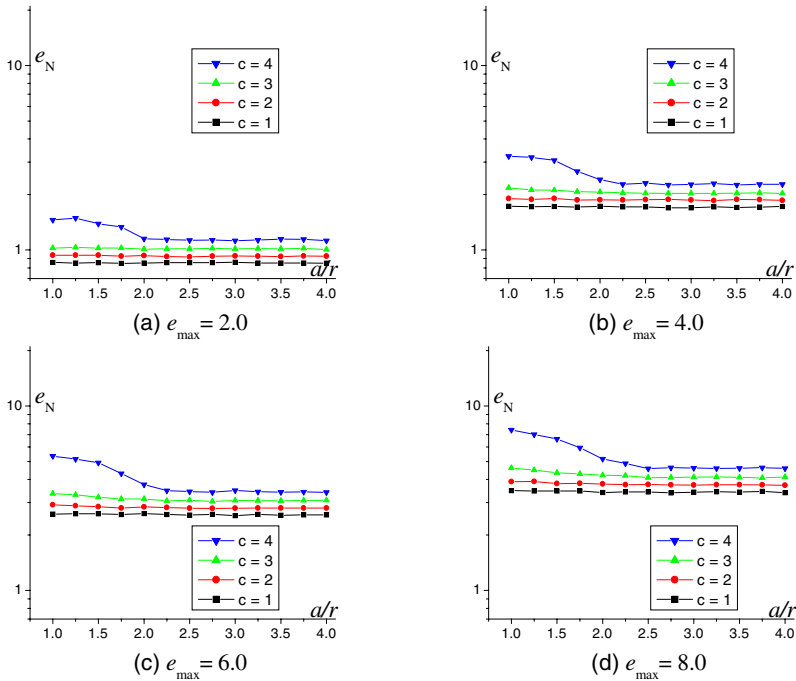 e_N
10
1
c = 4
c = 3
c = 2
c = 1
a/r
1.0 1.5 2.0 2.5 3.0 3.5 4.0
(a) e_max = 2.0
e_N
10
1
c = 4
c = 3
c = 2
c = 1
a/r
1.0 1.5 2.0 2.5 3.0 3.5 4.0
(b) e_max = 4.0
e_N
10
1
c = 4
c = 3
c = 2
c = 1
a/r
1.0 1.5 2.0 2.5 3.0 3.5 4.0
(c) e_max = 6.0
e_N
10
1
c = 4
c = 3
c = 2
c = 1
a/r
1.0 1.5 2.0 2.5 3.0 3.5 4.0
(d) e_max = 8.0